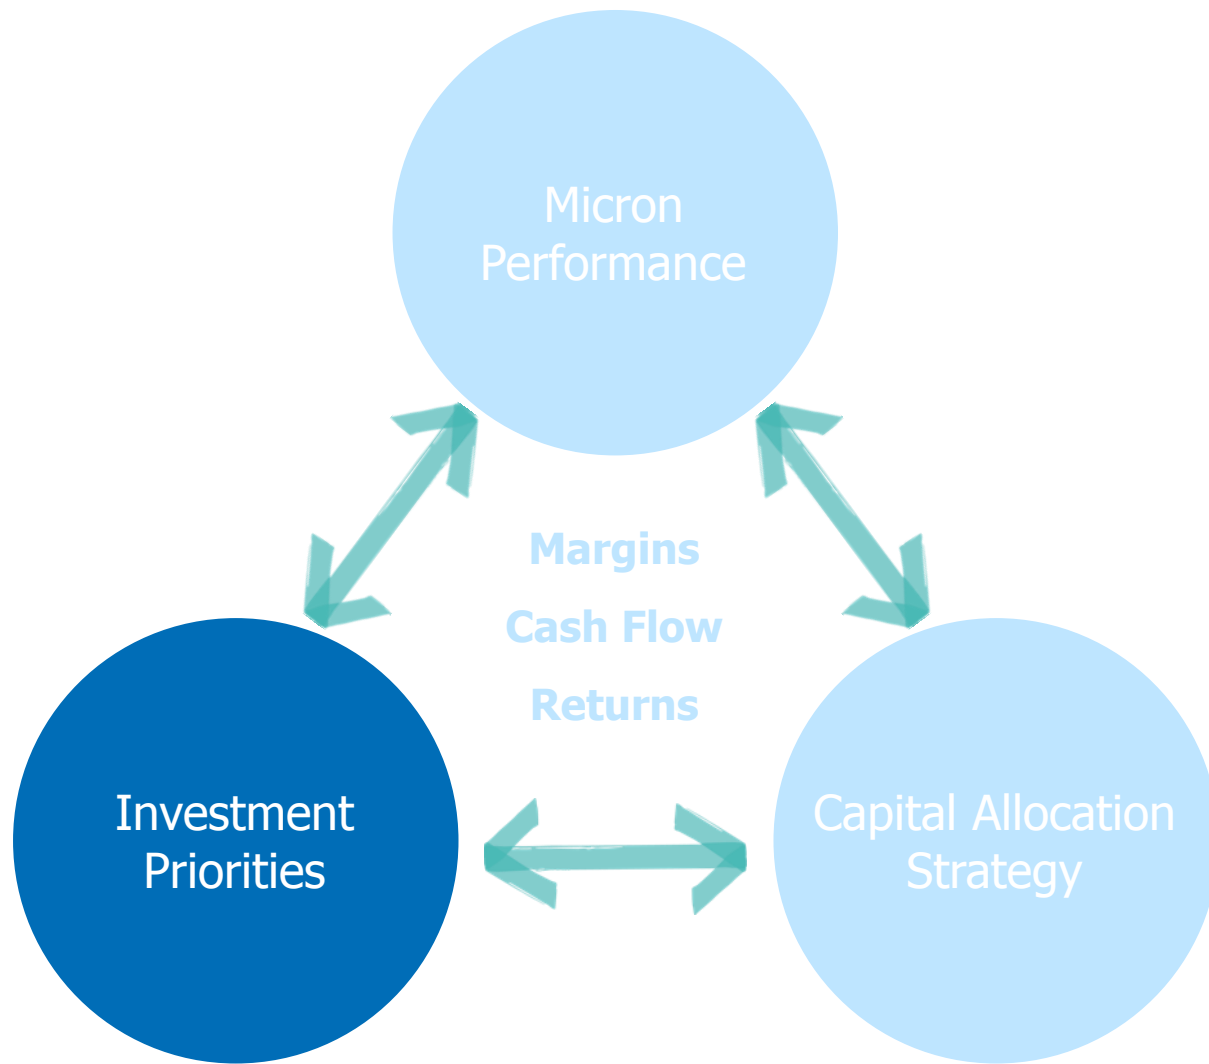 Micron
Performance
Margins
Cash Flow
Returns
Investment
Priorities
Capital Allocation
Strategy